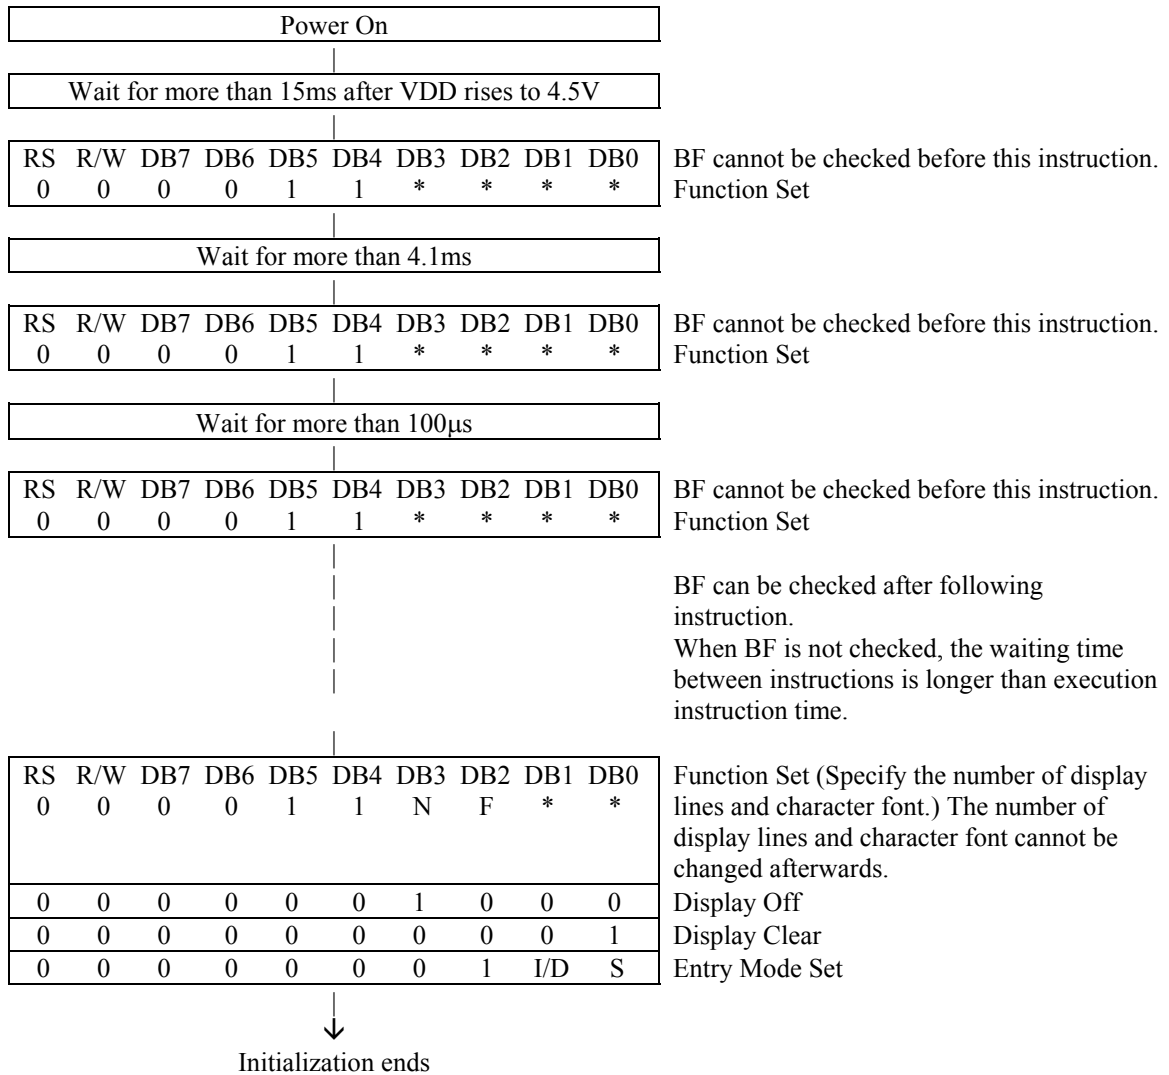 Power On
Wait for more than 15ms after VDD rises to 4.5V
RS R/W DB7 DB6 DB5 DB4 DB3 DB2 DB1 DB0 BF cannot be checked before this instruction.
0 0 0 0 1 1 * * * * Function Set
Wait for more than 4.1ms
RS R/W DB7 DB6 DB5 DB4 DB3 DB2 DB1 DB0 BF cannot be checked before this instruction.
0 0 0 0 1 1 * * * * Function Set
Wait for more than 100μs
RS R/W DB7 DB6 DB5 DB4 DB3 DB2 DB1 DB0 BF cannot be checked before this instruction.
0 0 0 0 1 1 * * * * Function Set
BF can be checked after following
instruction.
When BF is not checked, the waiting time
between instructions is longer than execution
instruction time.
RS R/W DB7 DB6 DB5 DB4 DB3 DB2 DB1 DB0 Function Set (Specify the number of display
0 0 0 0 1 1 N F * * lines and character font.) The number of
display lines and character font cannot be
changed afterwards.
0 0 0 0 0 0 1 0 0 0 Display Off
0 0 0 0 0 0 0 0 0 1 Display Clear
0 0 0 0 0 0 0 1 I/D S Entry Mode Set
Initialization ends